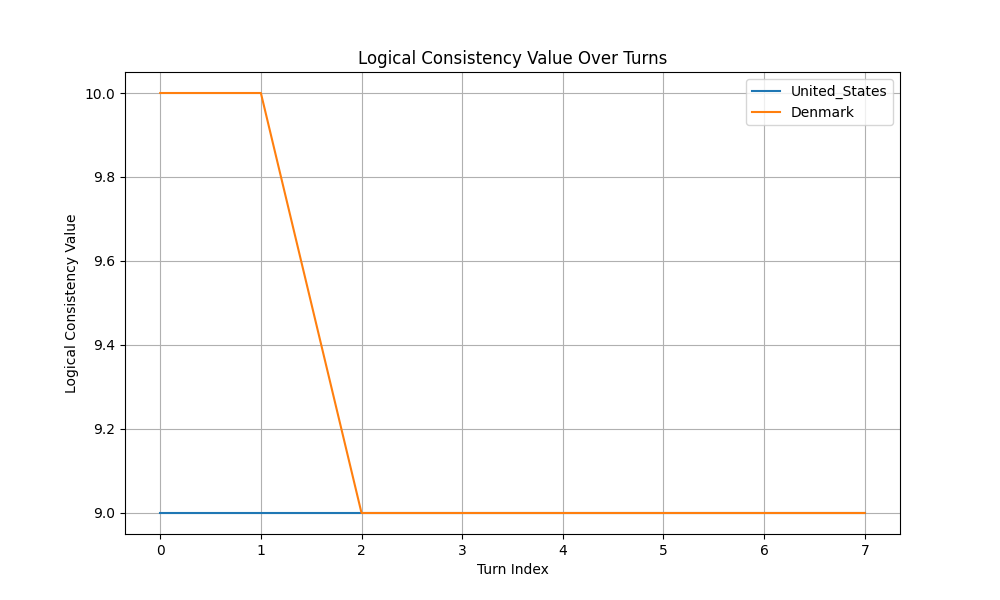 Logical Consistency Value Over Turns
United_States
Denmark
Logical Consistency Value
10.0
9.8
9.6
9.4
9.2
9.0
0 1 2 3 4 5 6 7
Turn Index